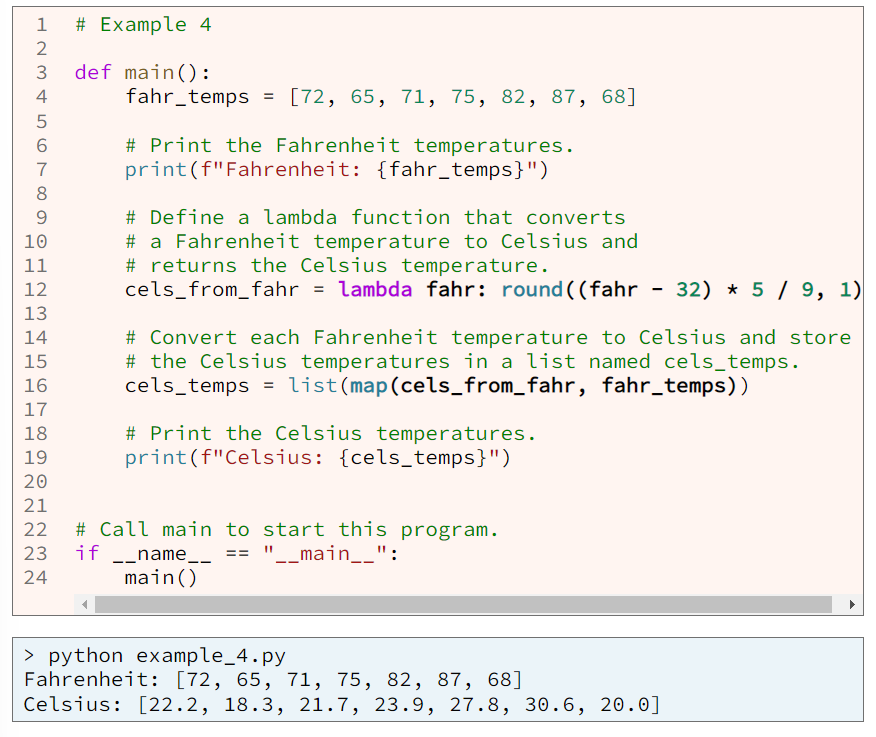 1 # Example 4
2
3 def main():
4     fahr_temps = [72, 65, 71, 75, 82, 87, 68]
5
6     # Print the Fahrenheit temperatures.
7     print(f"Fahrenheit: {fahr_temps}")
8
9     # Define a lambda function that converts
10     # a Fahrenheit temperature to Celsius and
11     # returns the Celsius temperature.
12     cels_from_fahr = lambda fahr: round((fahr - 32) * 5 / 9, 1)
13
14     # Convert each Fahrenheit temperature to Celsius and store
15     # the Celsius temperatures in a list named cels_temps.
16     cels_temps = list(map(cels_from_fahr, fahr_temps))
17
18     # Print the Celsius temperatures.
19     print(f"Celsius: {cels_temps}")
20
21
22 # Call main to start this program.
23 if __name__ == "__main__":
24     main()
> python example_4.py
Fahrenheit: [72, 65, 71, 75, 82, 87, 68]
Celsius: [22.2, 18.3, 21.7, 23.9, 27.8, 30.6, 20.0]